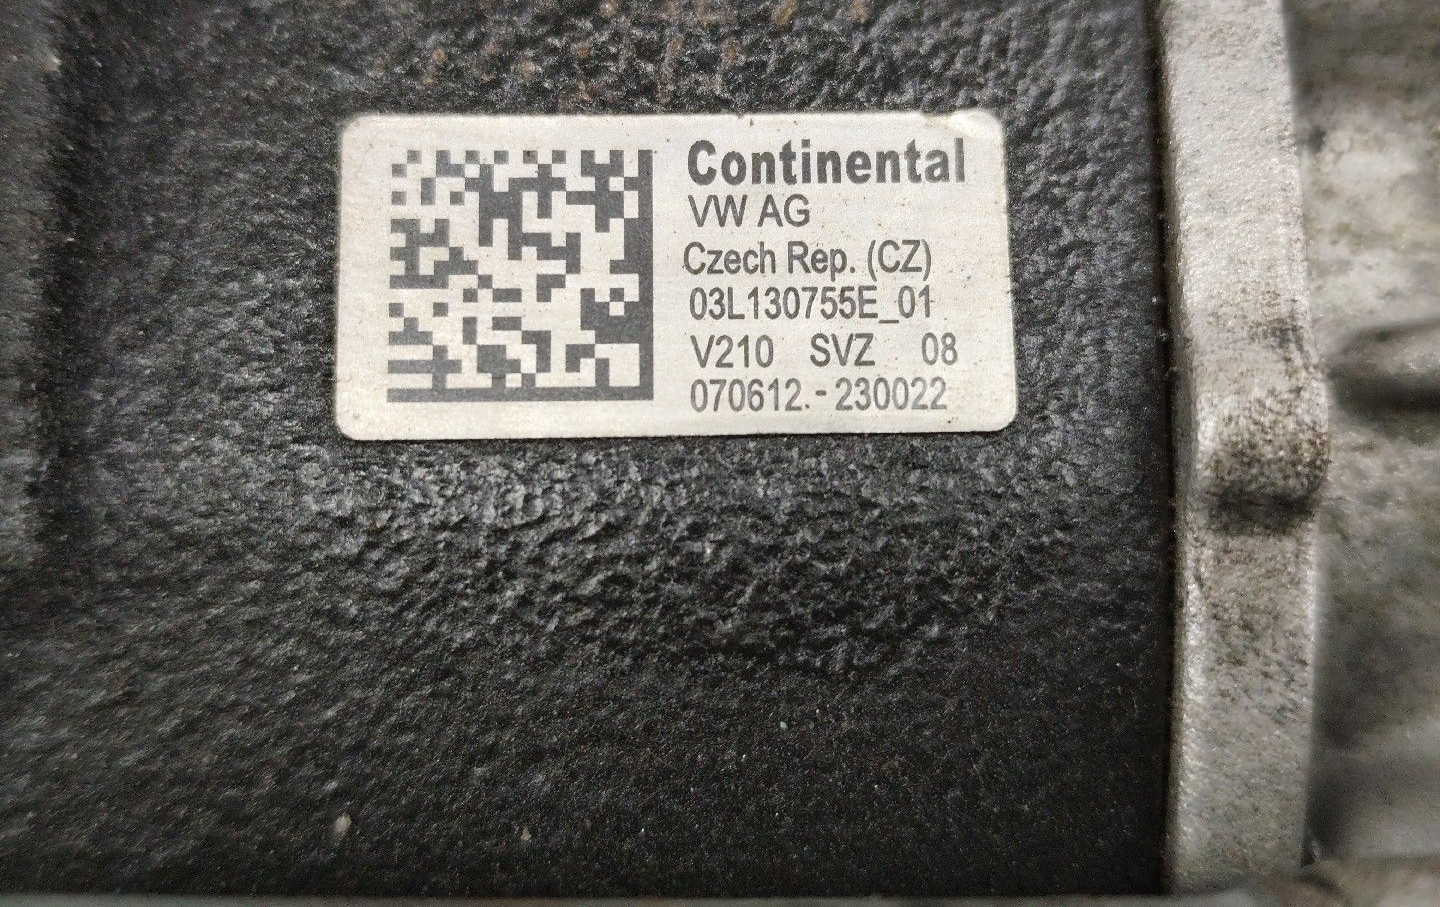 Continental
VW AG
Czech Rep. (CZ)
03L130755E_01
V210 SVZ 08
070612.-230022